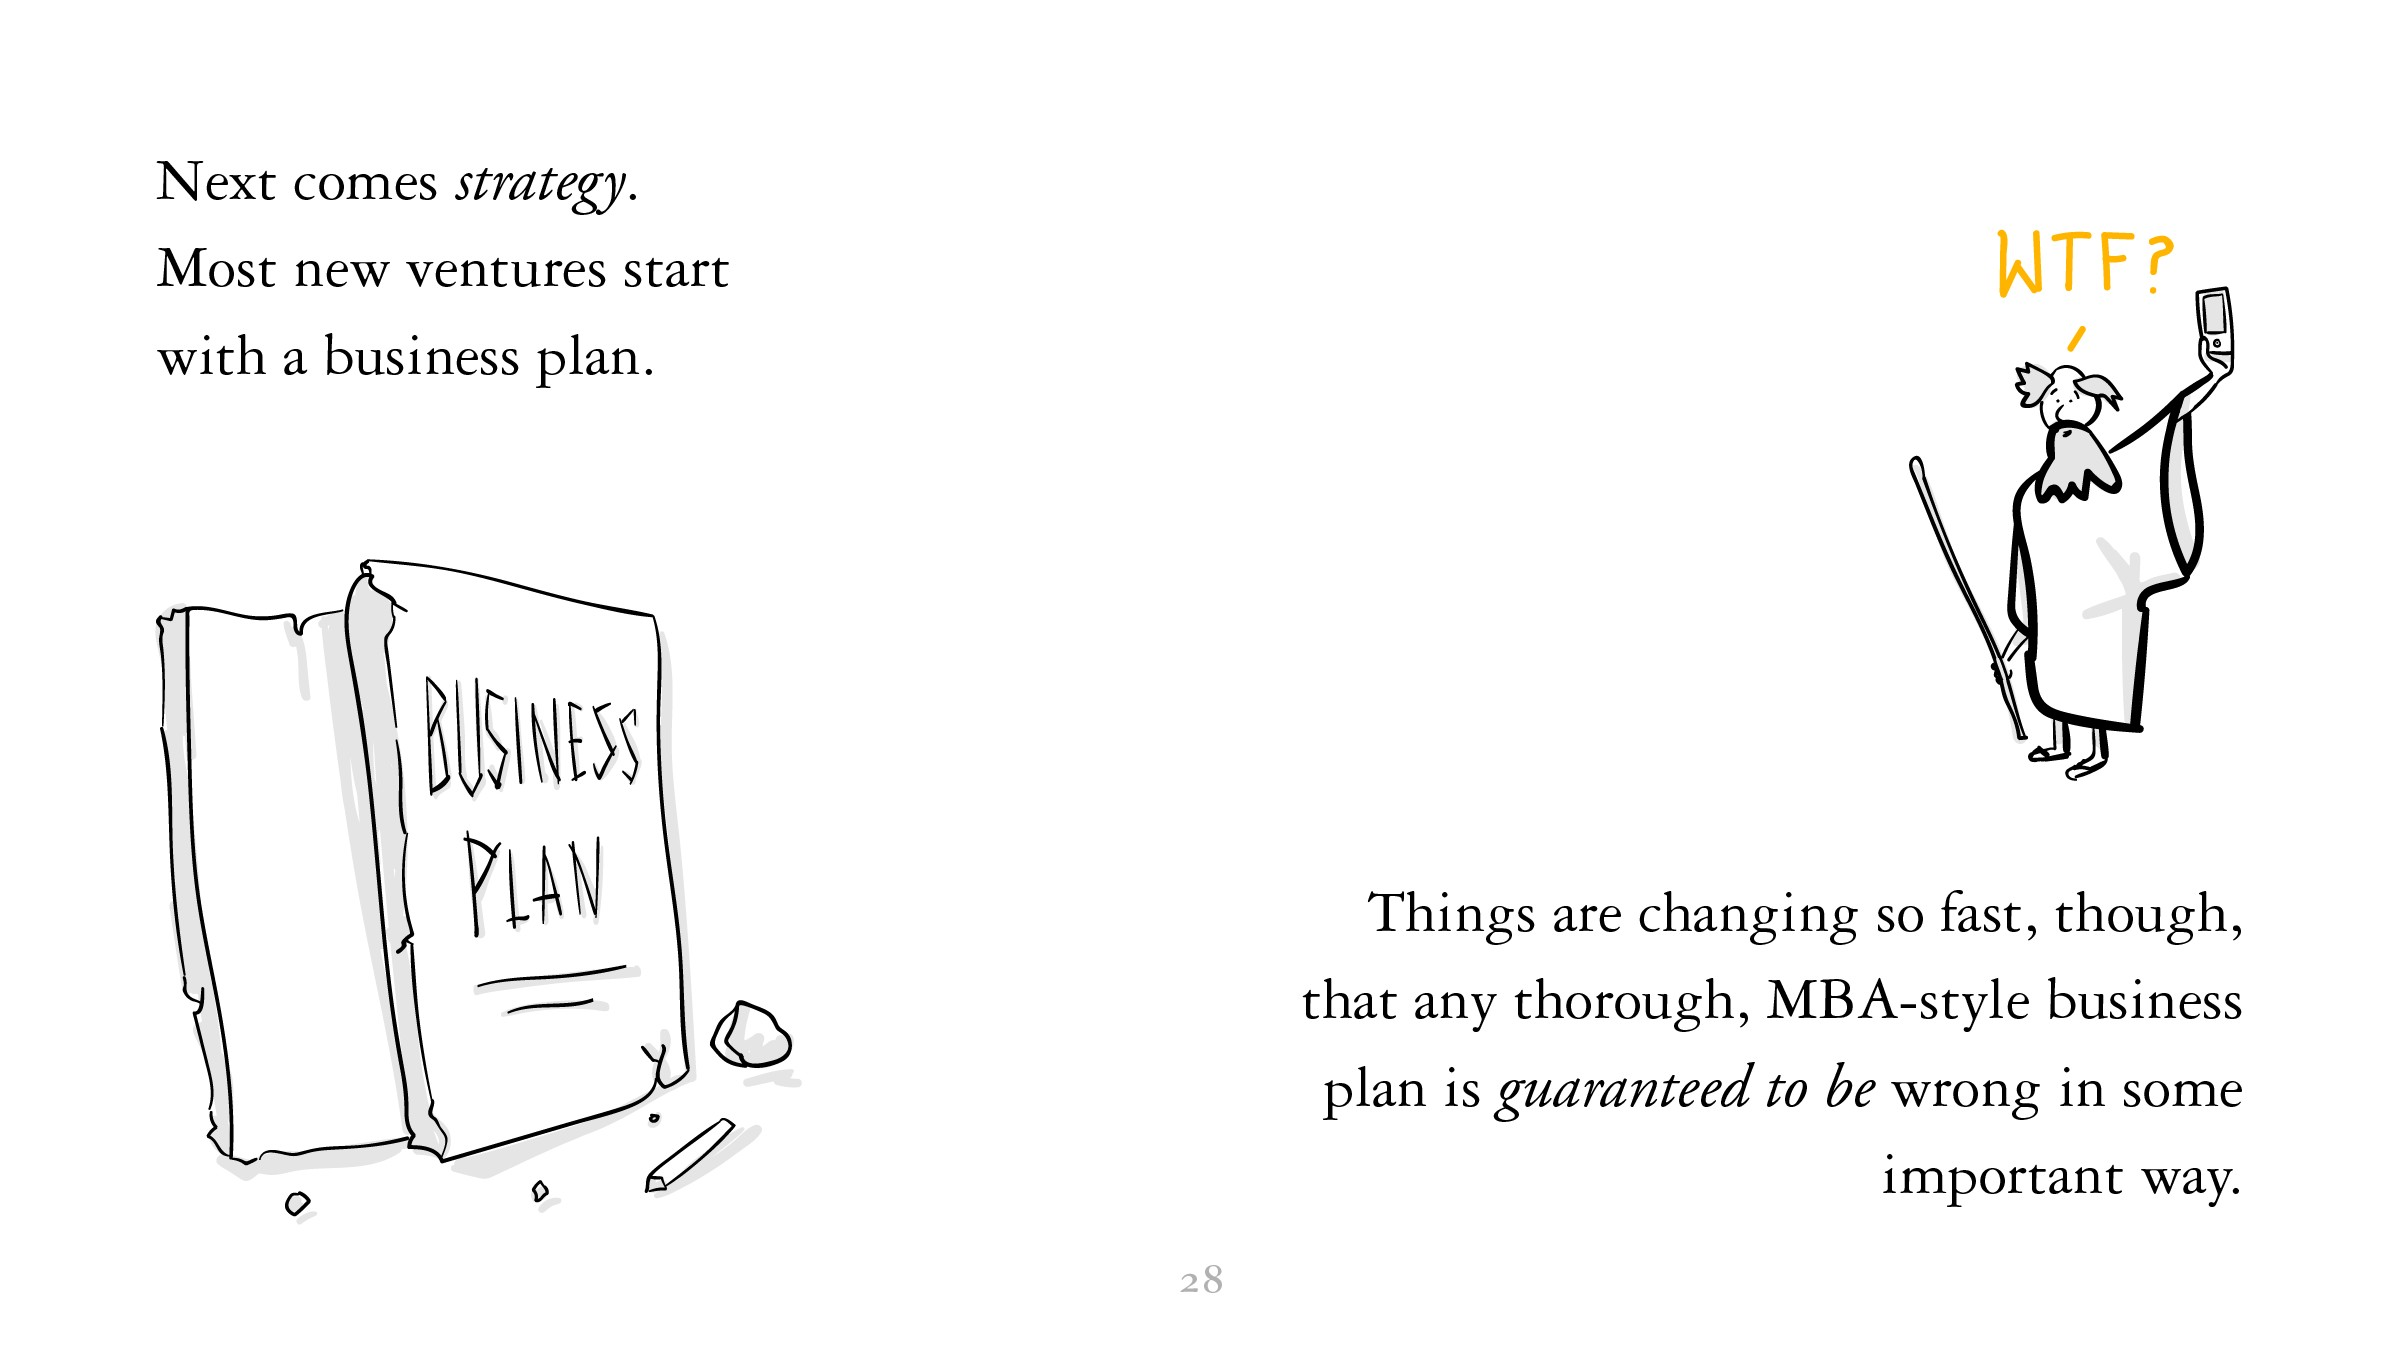 Next comes strategy.
Most new ventures start
with a business plan.
BUSINESS
PLAN
WTF?
Things are changing so fast, though,
that any thorough, MBA-style business
plan is guaranteed to be wrong in some
important way.
28